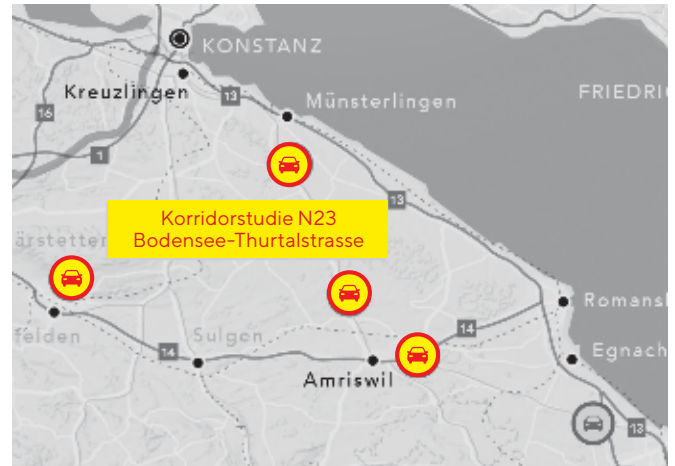 KONSTANZ
Kreuzlingen
13
Münsterlingen
FRIEDRI
16
1
13
Korridorstudie N23
Bodensee-Thurtalstrasse
ärstetten
Romansh
14
felden
Sulgen
14
Egnach
Amriswil
13